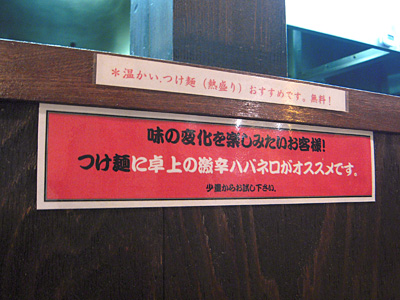 ＊温かい、つけ麺（熱盛り）おすすめです。無料！
味の変化を楽しみたいお客様！
つけ麺に卓上の激辛ハバネロがオススメです。
少量からお試し下さい。